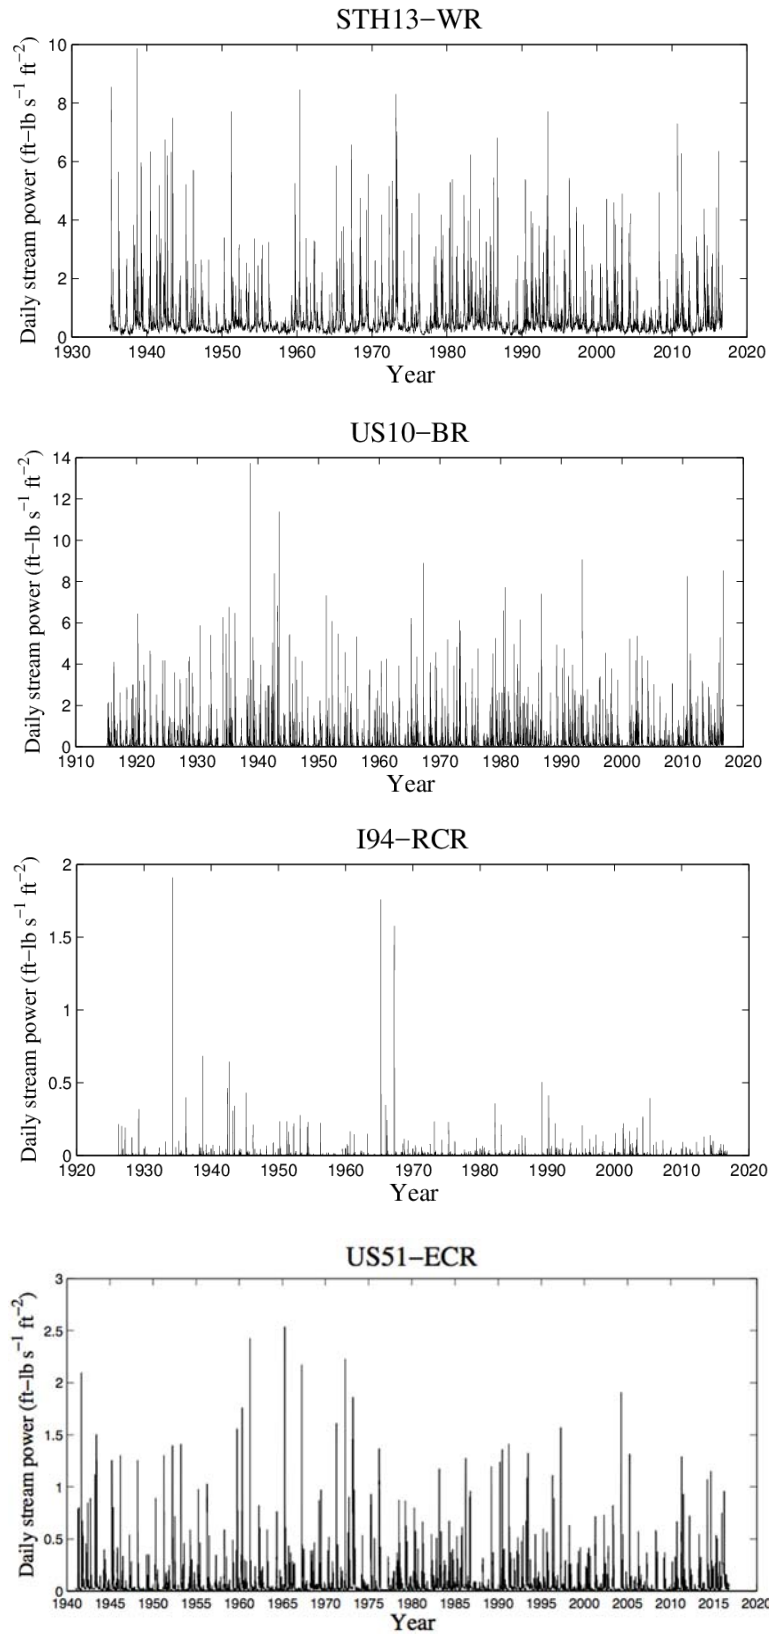 STH13−WR
Daily stream power (ft−lb s−1 ft−2)
10
8
6
4
2
0
1930 1940 1950 1960 1970 1980 1990 2000 2010 2020
Year
US10−BR
Daily stream power (ft−lb s−1 ft−2)
14
12
10
8
6
4
2
0
1910 1920 1930 1940 1950 1960 1970 1980 1990 2000 2010 2020
Year
I94−RCR
Daily stream power (ft−lb s−1 ft−2)
2
1.5
1
0.5
0
1920 1930 1940 1950 1960 1970 1980 1990 2000 2010 2020
Year
US51−ECR
Daily stream power (ft−lb s−1 ft−2)
3
2.5
2
1.5
1
0.5
0
1940 1945 1950 1955 1960 1965 1970 1975 1980 1985 1990 1995 2000 2005 2010 2015 2020
Year